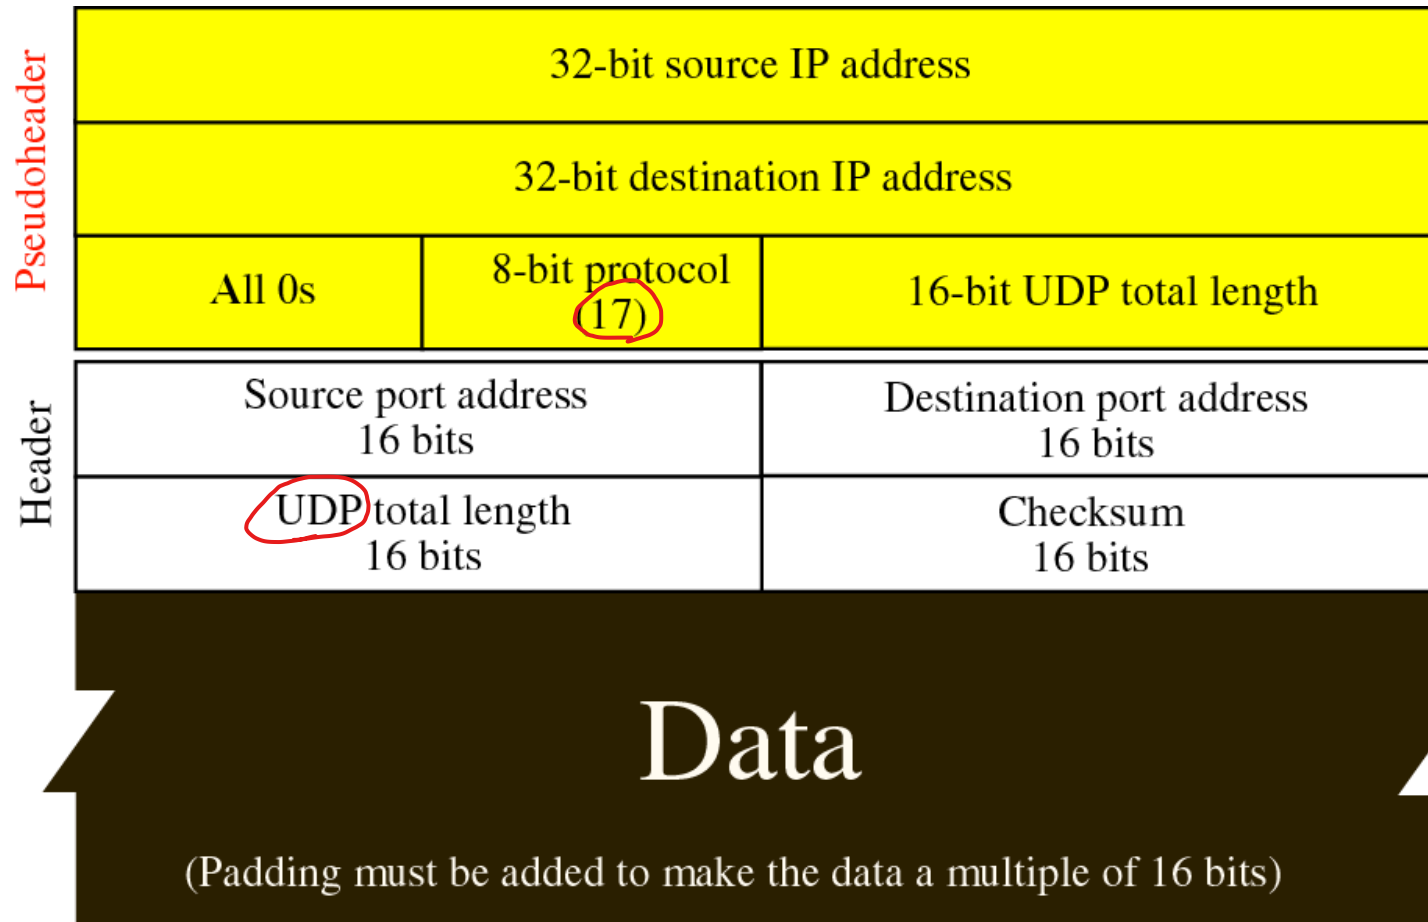 Pseudoheader
32-bit source IP address
32-bit destination IP address
All 0s
8-bit protocol
(17)
16-bit UDP total length
Header
Source port address
16 bits
Destination port address
16 bits
UDP total length
16 bits
Checksum
16 bits
Data
(Padding must be added to make the data a multiple of 16 bits)